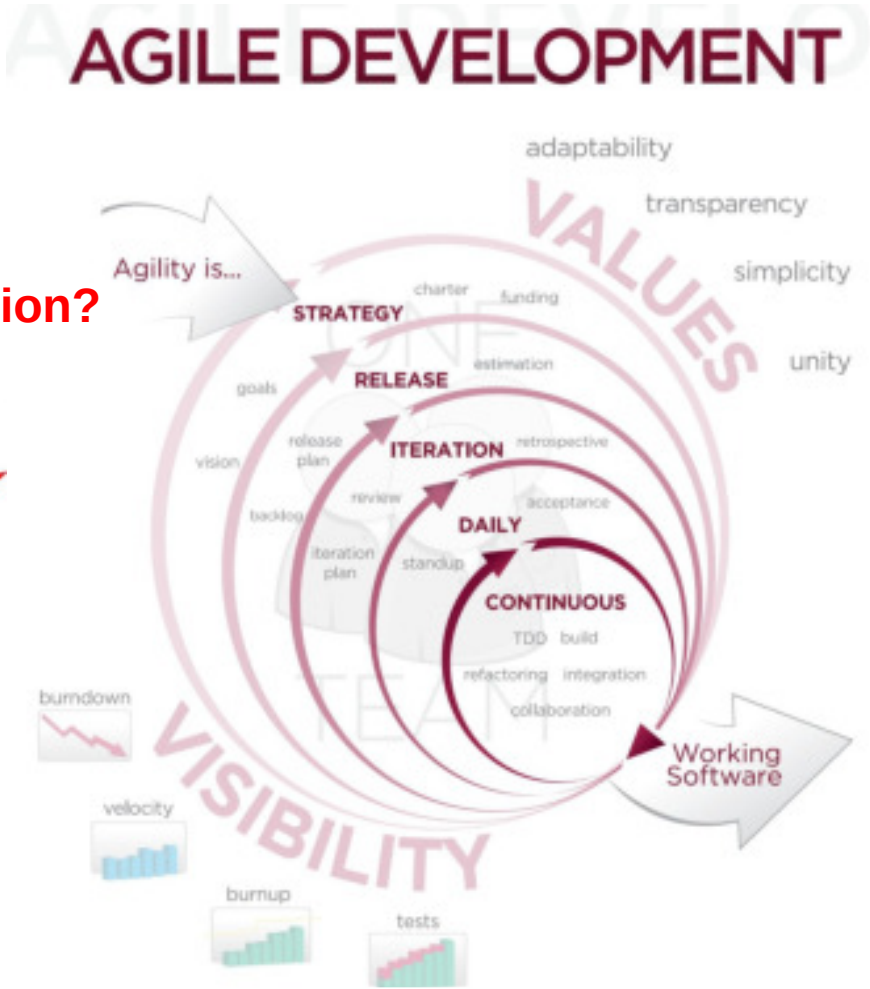 AGILE DEVELOPMENT
adaptability
transparency
simplicity
unity
VALUES
Agility is...
ion?
STRATEGY
charter
funding
ONE
RELEASE
estimation
goals
ITERATION
retrospective
release
plan
vision
review
acceptance
backlog
DAILY
iteration
plan
standup
CONTINUOUS
TDD build
refactoring integration
collaboration
TEAM
Working
Software
VISIBILITY
burndown
velocity
burnup
tests